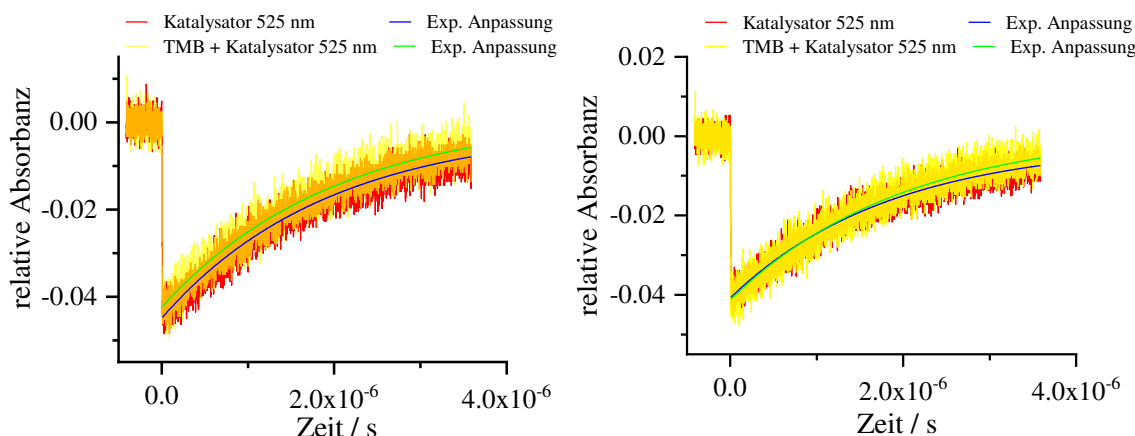 Katalysator 525 nm Exp. Anpassung
TMB + Katalysator 525 nm Exp. Anpassung
relative Absorbanz
0.00
-0.02
-0.04
0.0 2.0x10⁻⁶ 4.0x10⁻⁶
Zeit / s
Katalysator 525 nm Exp. Anpassung
TMB + Katalysator 525 nm Exp. Anpassung
relative Absorbanz
0.02
0.00
-0.02
-0.04
0.0 2.0x10⁻⁶ 4.0x10⁻⁶
Zeit / s